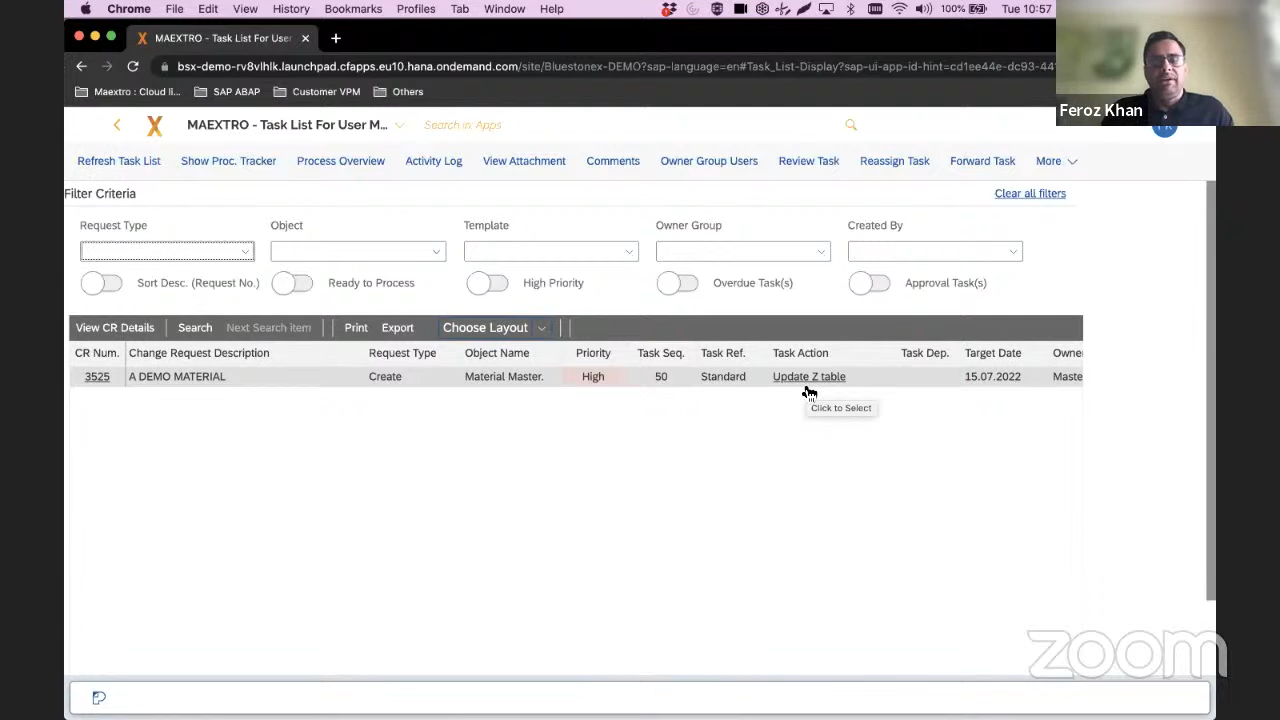 Chrome File Edit View History Bookmarks Profiles Tab Window Help 100% Tue 10:57
MAEXTRO - Task List For User
bsx-demo-rv8vlhlk.launchpad.cfapps.eu10.hana.ondemand.com/site/Bluestonex-DEMO?sap-language=en#Task_List-Display?sap-ui-app-id-hint=cd1ee44e-dc93-441
Maextro : Cloud li... SAP ABAP Customer VPM Others
Feroz Khan
MAEXTRO - Task List For User M... Search in: Apps
Refresh Task List Show Proc. Tracker Process Overview Activity Log View Attachment Comments Owner Group Users Review Task Reassign Task Forward Task More
Filter Criteria Clear all filters
Request Type Object Template Owner Group Created By
Sort Desc. (Request No.) Ready to Process High Priority Overdue Task(s) Approval Task(s)
View CR Details Search Next Search item Print Export Choose Layout
CR Num. Change Request Description Request Type Object Name Priority Task Seq. Task Ref. Task Action Task Dep. Target Date Owne
3525 A DEMO MATERIAL Create Material Master. High 50 Standard Update Z table 15.07.2022 Maste
Click to Select
zoom